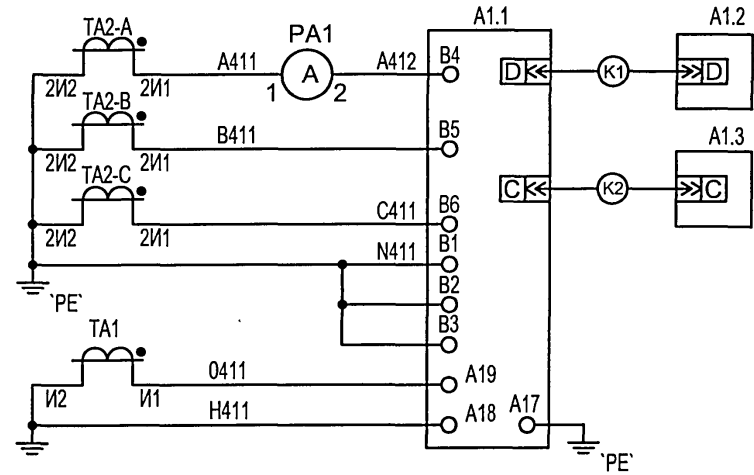 TA2-A
PA1
A1.1
A1.2
A411
A412
B4
D
K1
D
A
1
2
2И2
2И1
TA2-B
B411
B5
A1.3
2И2
2И1
TA2-C
C
K2
C
C411
B6
2И2
2И1
N411
B1
B2
'PE'
B3
TA1
0411
A19
И2
И1
H411
A18
A17
'PE'